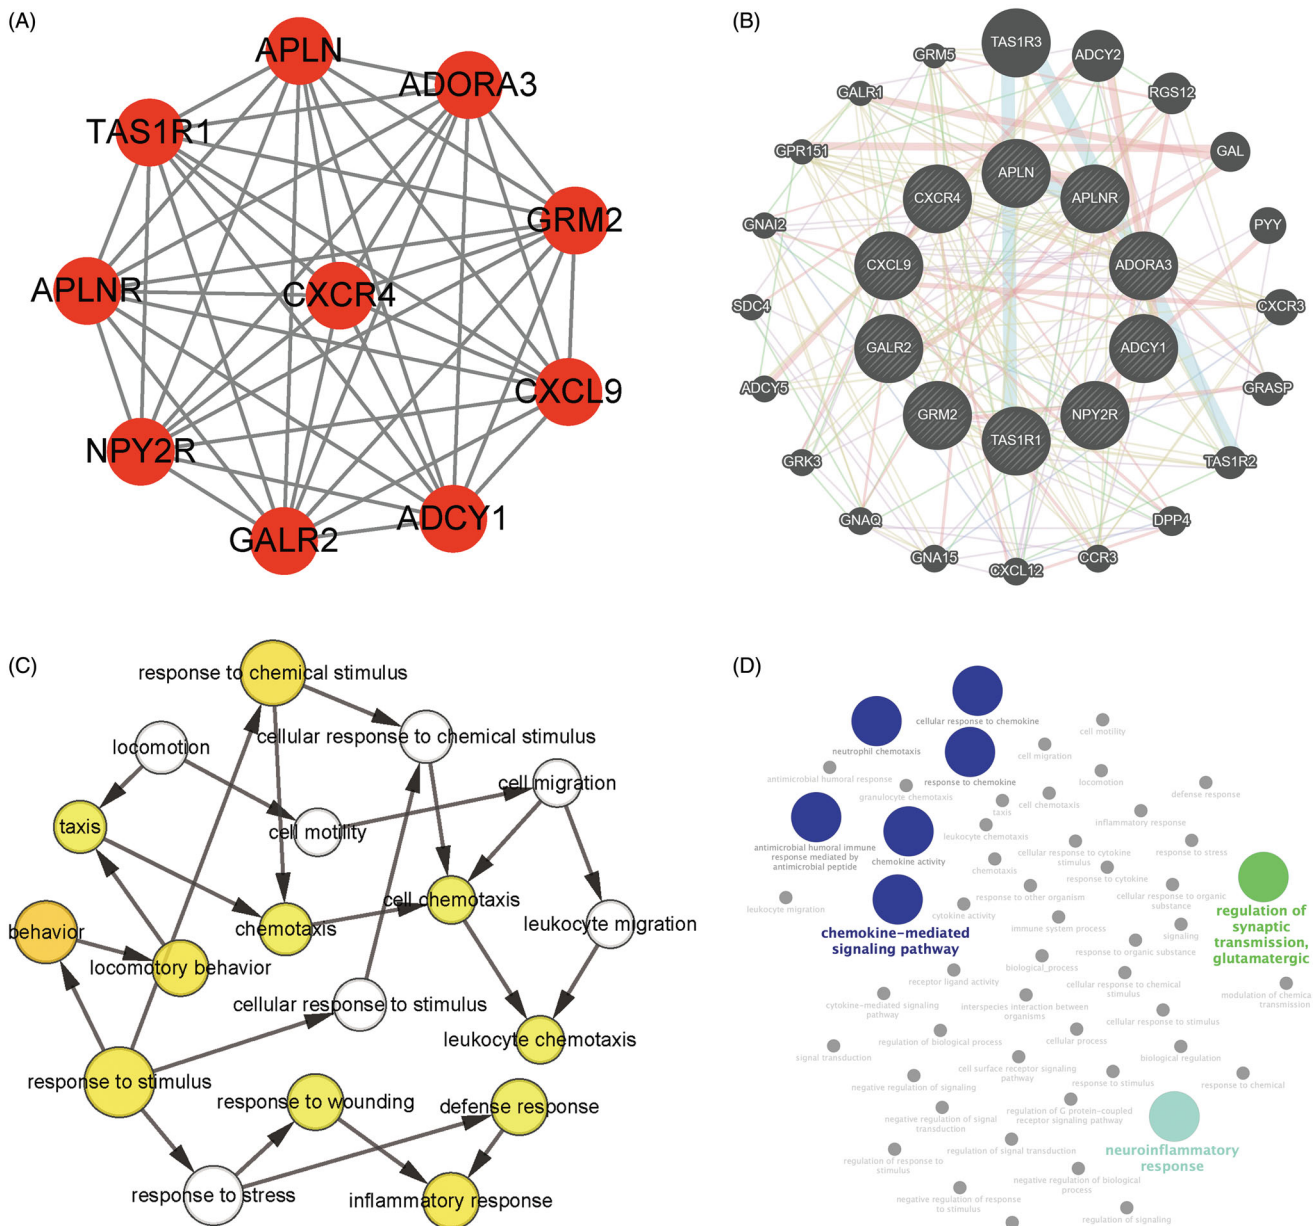 (A)
APLN
ADORA3
TAS1R1
GRM2
APLNR
CXCR4
CXCL9
NPY2R
ADCY1
GALR2
(B)
TAS1R3
GRM5
ADCY2
GALR1
RGS12
GPR151
GAL
APLN
CXCR4
APLNR
GNAI2
PYY
CXCL9
ADORA3
SDC4
CXCR3
GALR2
ADCY1
ADCY5
GRASP
GRM2
NPY2R
TAS1R1
GRK3
TAS1R2
GNAQ
DPP4
GNA15
CCR3
CXCL12
(C)
response to chemical stimulus
locomotion
cellular response to chemical stimulus
cell migration
taxis
cell motility
cell chemotaxis
behavior
chemotaxis
leukocyte migration
locomotory behavior
cellular response to stimulus
leukocyte chemotaxis
response to stimulus
response to wounding
defense response
response to stress
inflammatory response
(D)
cellular response to chemokine
cell motility
neutrophil chemotaxis
cell migration
antimicrobial humoral response
response to chemokine
locomotion
granulocyte chemotaxis
cell chemotaxis
defense response
taxis
inflammatory response
leukocyte chemotaxis
antimicrobial humoral immune
response mediated by
antimicrobial peptide
chemokine activity
cellular response to cytokine
stimulus
response to stress
chemotaxis
response to cytokine
leukocyte migration
response to other organism
cellular response to organic
substance
cytokine activity
chemokine-mediated
signaling pathway
immune system process
signaling
regulation of
synaptic
transmission,
glutamatergic
response to organic substance
biological_process
receptor ligand activity
cellular response to chemical
stimulus
modulation of chemica
transmission
cytokine-mediated signaling
pathway
interspecies interaction between
organisms
cellular response to stimulus
regulation of biological process
cellular process
signal transduction
biological regulation
cell surface receptor signaling
pathway
response to stimulus
response to chemical
negative regulation of signaling
negative regulation of signal
transduction
regulation of G protein-coupled
receptor signaling pathway
neuroinflammatory
response
regulation of response to
stimulus
regulation of signal transduction
negative regulation of biological
process
negative regulation of response
to stimulus
regulation of signaling